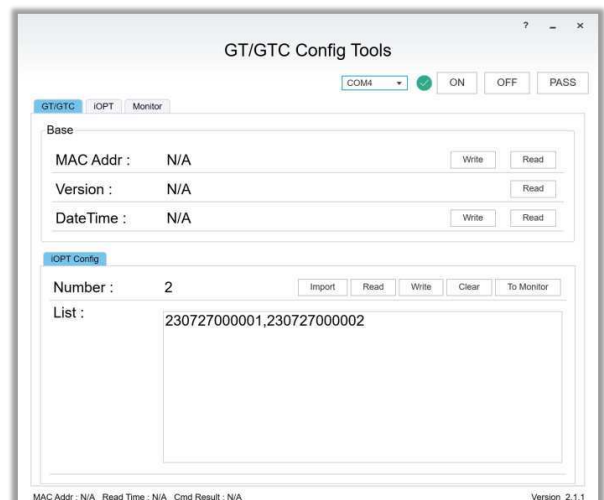 ? – ×
GT/GTC Config Tools
COM4 ON OFF PASS
GT/GTC iOPT Monitor
Base
MAC Addr : N/A Write Read
Version : N/A Read
DateTime : N/A Write Read
iOPT Config
Number : 2 Import Read Write Clear To Monitor
List :
230727000001,230727000002
MAC Addr : N/A Read Time : N/A Cmd Result : N/A Version 2.1.1